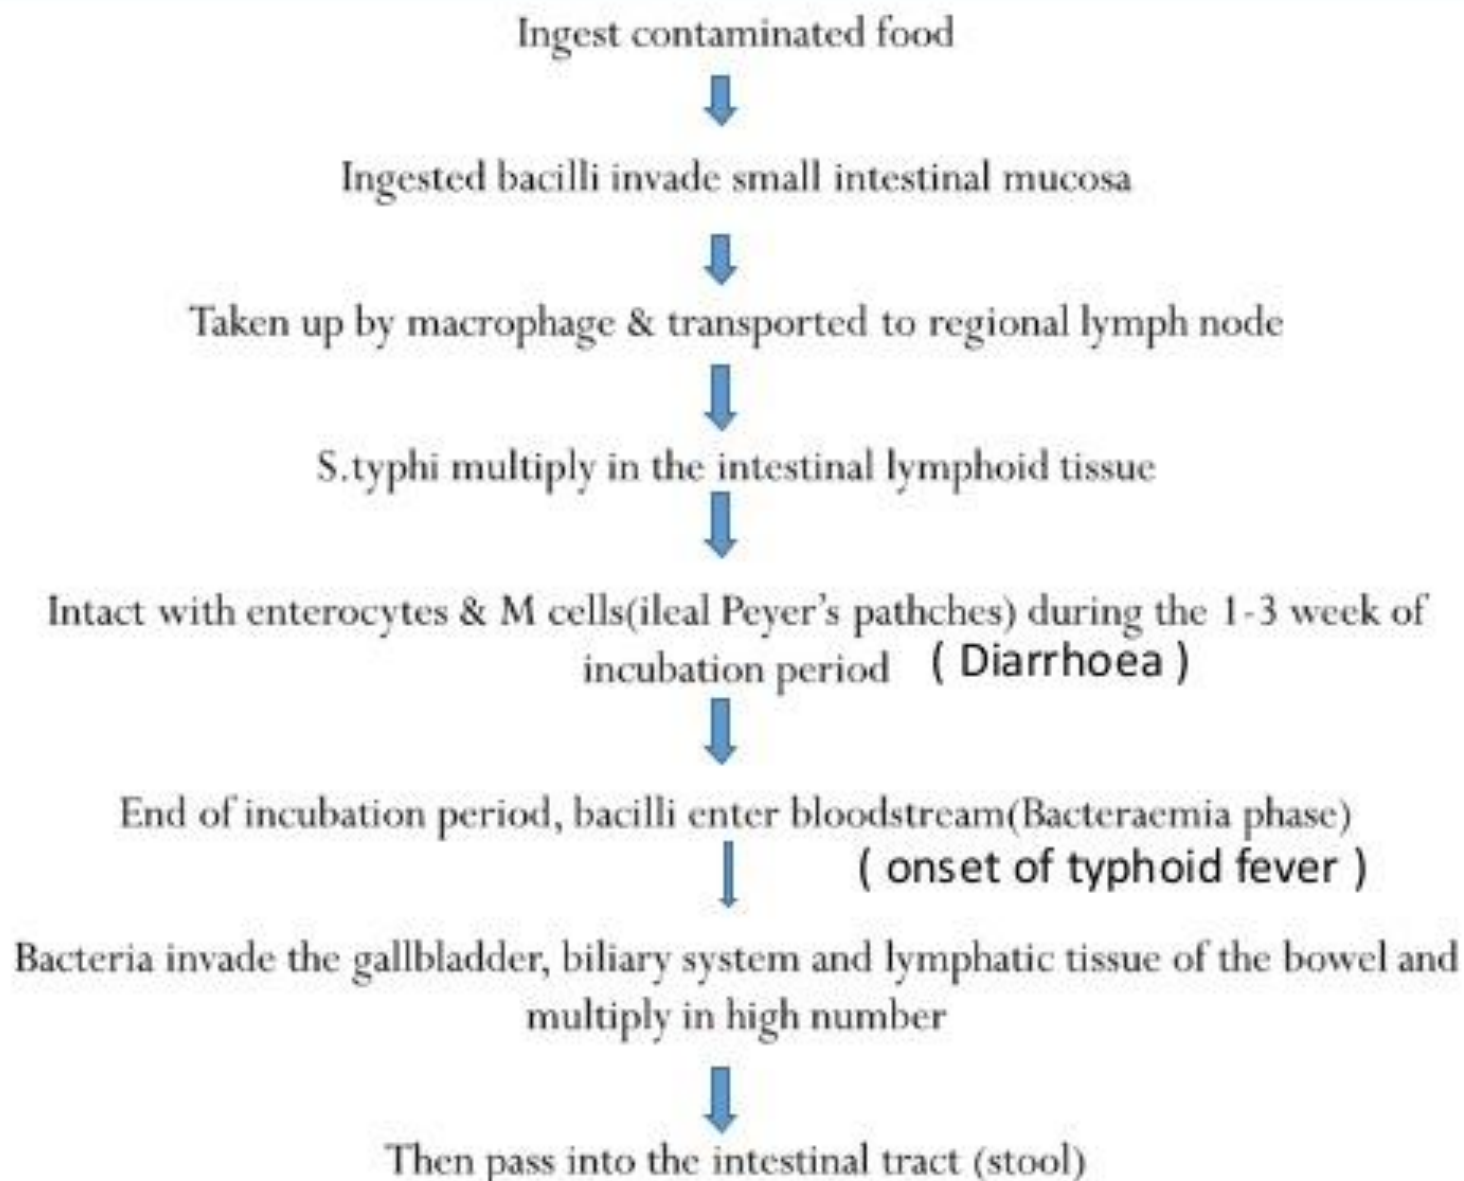 Ingest contaminated food
Ingested bacilli invade small intestinal mucosa
Taken up by macrophage & transported to regional lymph node
S.typhi multiply in the intestinal lymphoid tissue
Intact with enterocytes & M cells(ileal Peyer's pathches) during the 1-3 week of
incubation period ( Diarrhoea )
End of incubation period, bacilli enter bloodstream(Bacteraemia phase)
( onset of typhoid fever )
Bacteria invade the gallbladder, biliary system and lymphatic tissue of the bowel and
multiply in high number
Then pass into the intestinal tract (stool)